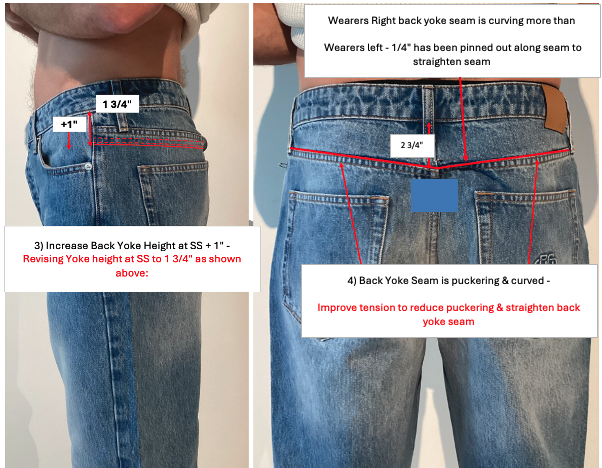 Wearers Right back yoke seam is curving more than
Wearers left - 1/4" has been pinned out along seam to
straighten seam
1 3/4"
+1"
2 3/4"
3) Increase Back Yoke Height at SS + 1" -
Revising Yoke height at SS to 1 3/4" as shown
above:
4) Back Yoke Seam is puckering & curved -
Improve tension to reduce puckering & straighten back
yoke seam